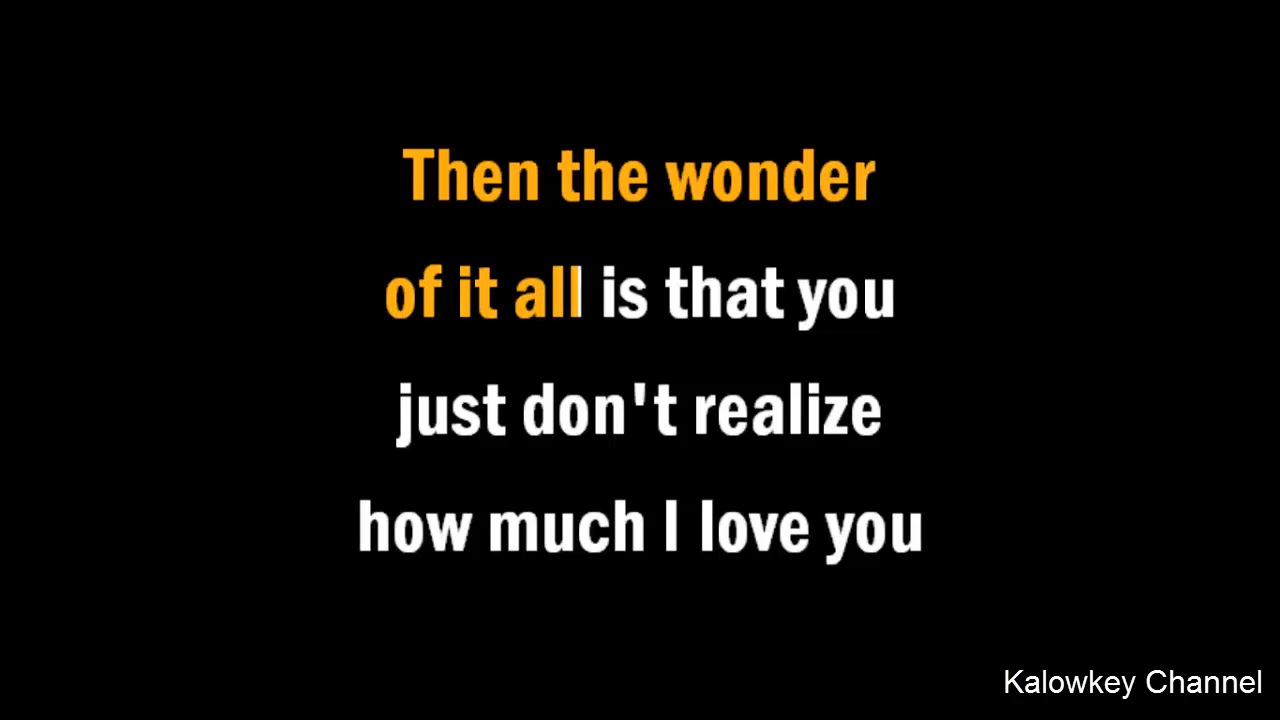 Then the wonder
of it all is that you
just don't realize
how much I love you
Kalowkey Channel